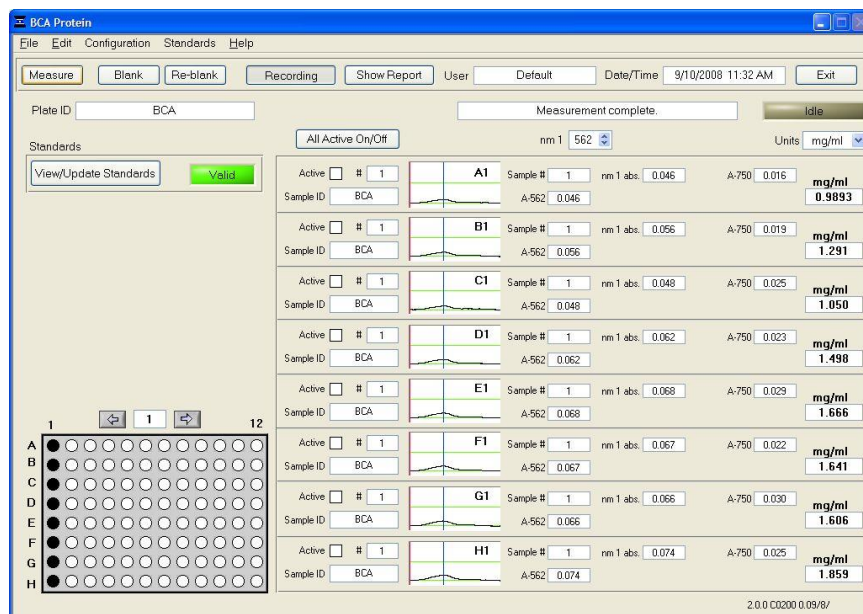 BCA Protein
File Edit Configuration Standards Help
Measure Blank Re-blank Recording Show Report User Default Date/Time 9/10/2008 11:32 AM Exit
Plate ID BCA Measurement complete. Idle
All Active On/Off nm 1 562 Units mg/ml
Standards
View/Update Standards Valid
Active # 1 A1 Sample # 1 nm 1 abs. 0.046 A-750 0.016 mg/ml
Sample ID BCA A-562 0.046 0.9893
Active # 1 B1 Sample # 1 nm 1 abs. 0.056 A-750 0.019 mg/ml
Sample ID BCA A-562 0.056 1.291
Active # 1 C1 Sample # 1 nm 1 abs. 0.048 A-750 0.025 mg/ml
Sample ID BCA A-562 0.048 1.050
Active # 1 D1 Sample # 1 nm 1 abs. 0.062 A-750 0.023 mg/ml
Sample ID BCA A-562 0.062 1.498
Active # 1 E1 Sample # 1 nm 1 abs. 0.068 A-750 0.029 mg/ml
Sample ID BCA A-562 0.068 1.666
Active # 1 F1 Sample # 1 nm 1 abs. 0.067 A-750 0.022 mg/ml
Sample ID BCA A-562 0.067 1.641
Active # 1 G1 Sample # 1 nm 1 abs. 0.066 A-750 0.030 mg/ml
Sample ID BCA A-562 0.066 1.606
Active # 1 H1 Sample # 1 nm 1 abs. 0.074 A-750 0.025 mg/ml
Sample ID BCA A-562 0.074 1.859
1 1 12
A
B
C
D
E
F
G
H
2.0.0 C0200 0.09/8/